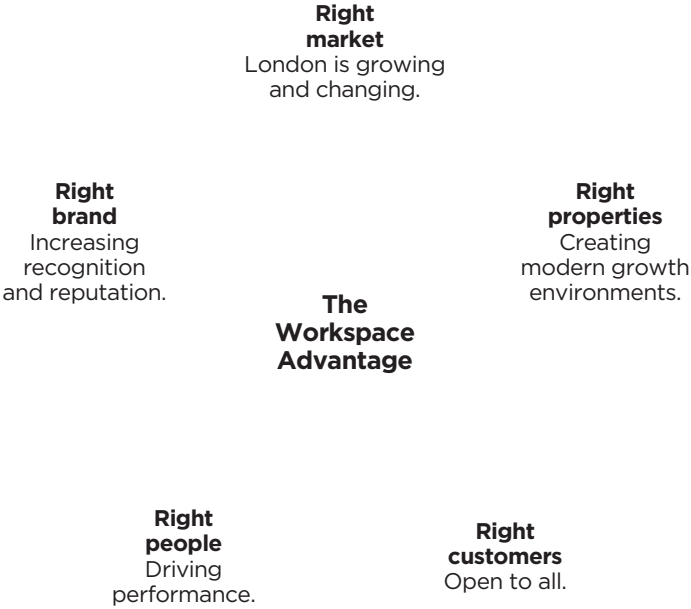 Right
market
London is growing
and changing.
Right
brand
Increasing
recognition
and reputation.
Right
properties
Creating
modern growth
environments.
The
Workspace
Advantage
Right
people
Driving
performance.
Right
customers
Open to all.